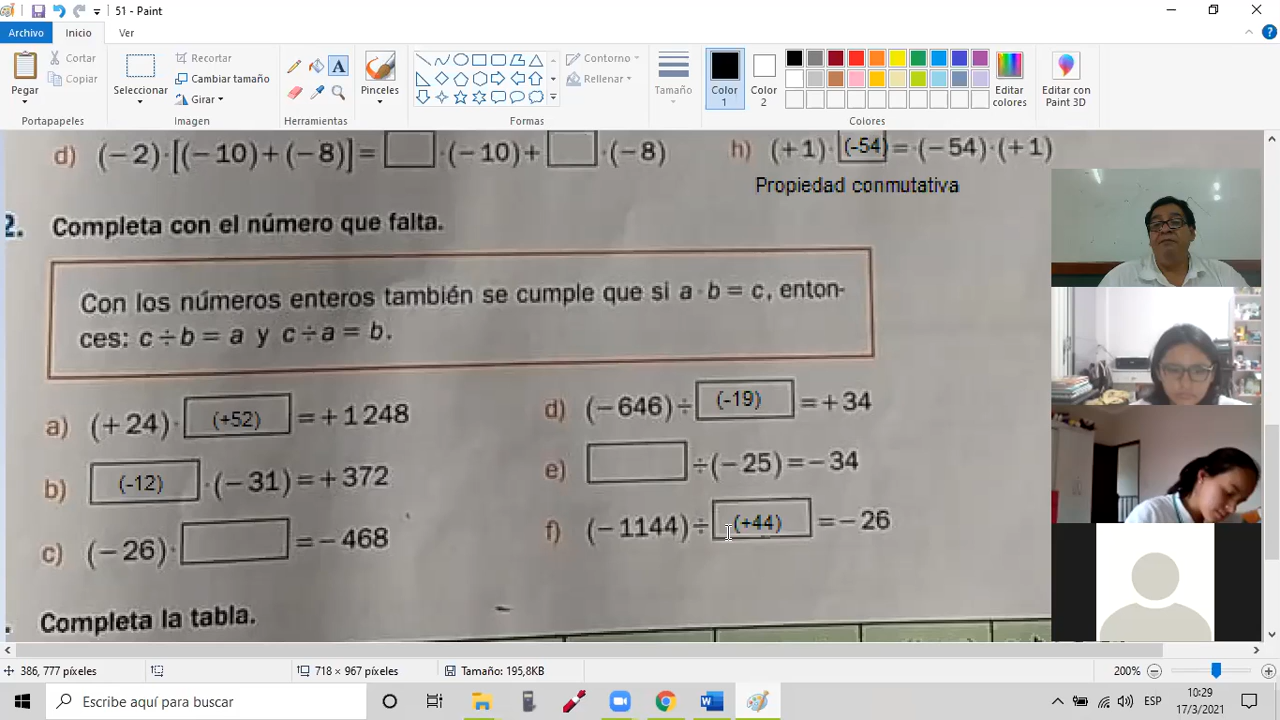 51 - Paint
Archivo Inicio Ver
Pegar
Cortar
Copiar
Portapapeles
Seleccionar
Recortar
Cambiar tamaño
Girar
Imagen
A
Herramientas
Pinceles
Contorno
Rellenar
Formas
Tamaño
Color 1
Color 2
Editar colores
Editar con Paint 3D
Colores
d) (−2)·[(−10)+(−8)]= ·(−10)+ ·(−8)
h) (+1)· (-54) =·(−54)·(+1)
Propiedad conmutativa
2. Completa con el número que falta.
Con los números enteros también se cumple que si a·b = c, enton-
ces: c÷b = a y c÷a = b.
a) (+24)· (+52) =+1 248
b) (-12) ·(−31)=+372
c) (−26)· =−468
d) (−646)÷ (-19) =+34
e) ÷(−25)=−34
f) (−1144)÷ (+44) =−26
Completa la tabla.
386, 777 píxeles
718 × 967 píxeles
Tamaño: 195,8KB
200%
Escribe aquí para buscar
ESP
10:29
17/3/2021